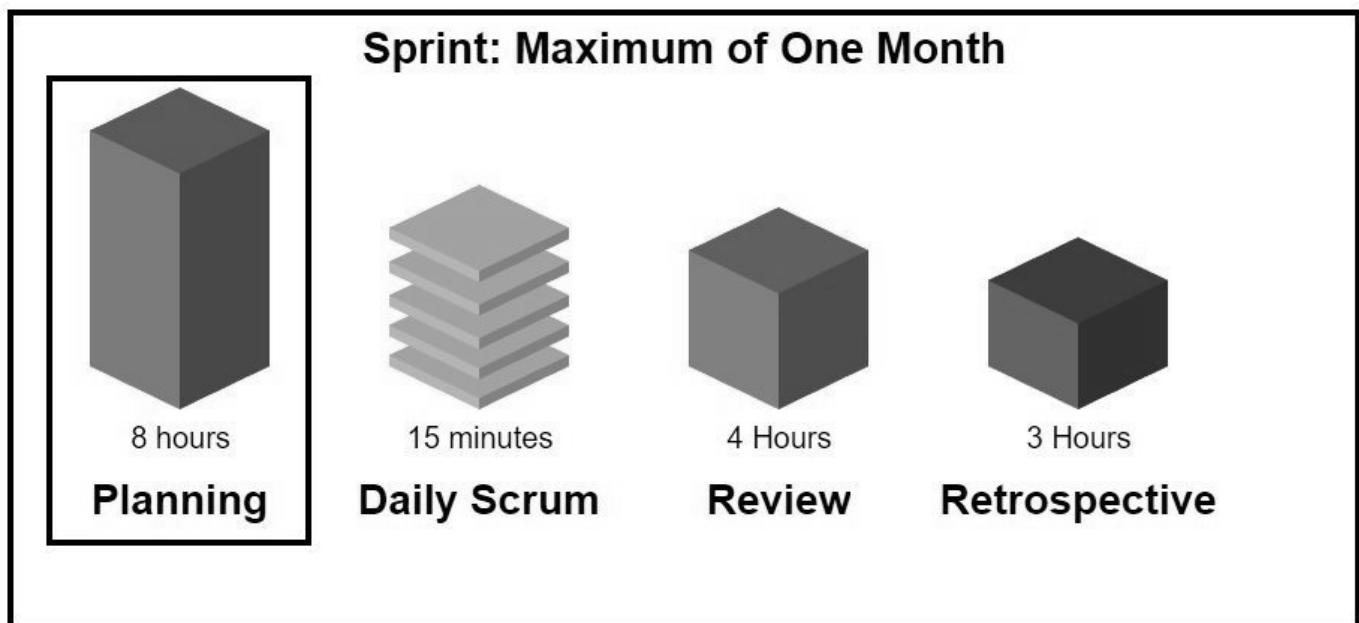 Sprint: Maximum of One Month
8 hours
Planning
15 minutes
Daily Scrum
4 Hours
Review
3 Hours
Retrospective